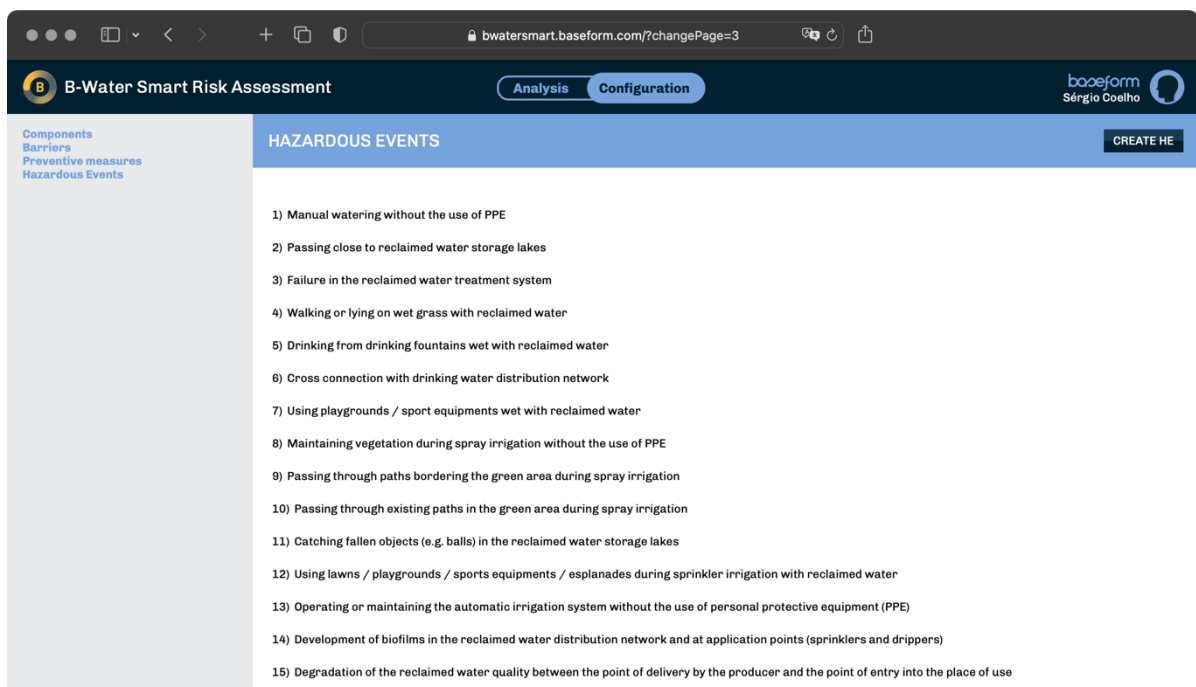 bwatersmart.baseform.com/?changePage=3
B
B-Water Smart Risk Assessment
Analysis
Configuration
baseform
Sérgio Coelho
Components
Barriers
Preventive measures
Hazardous Events
HAZARDOUS EVENTS
CREATE HE
1) Manual watering without the use of PPE
2) Passing close to reclaimed water storage lakes
3) Failure in the reclaimed water treatment system
4) Walking or lying on wet grass with reclaimed water
5) Drinking from drinking fountains wet with reclaimed water
6) Cross connection with drinking water distribution network
7) Using playgrounds / sport equipments wet with reclaimed water
8) Maintaining vegetation during spray irrigation without the use of PPE
9) Passing through paths bordering the green area during spray irrigation
10) Passing through existing paths in the green area during spray irrigation
11) Catching fallen objects (e.g. balls) in the reclaimed water storage lakes
12) Using lawns / playgrounds / sports equipments / esplanades during sprinkler irrigation with reclaimed water
13) Operating or maintaining the automatic irrigation system without the use of personal protective equipment (PPE)
14) Development of biofilms in the reclaimed water distribution network and at application points (sprinklers and drippers)
15) Degradation of the reclaimed water quality between the point of delivery by the producer and the point of entry into the place of use